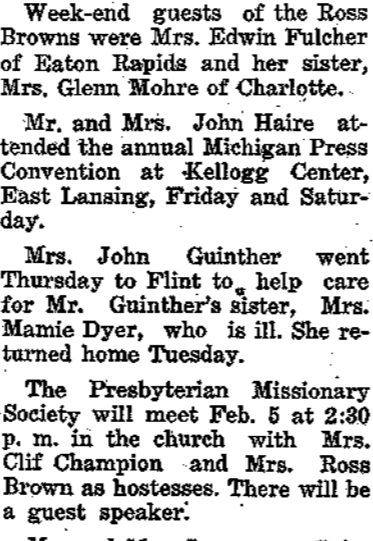 Week-end guests of the Ross
Browns were Mrs. Edwin Fulcher
of Eaton Rapids and her sister,
Mrs. Glenn Mohre of Charlotte.
Mr. and Mrs. John Haire at-
tended the annual Michigan Press
Convention at Kellogg Center,
East Lansing, Friday and Satur-
day.
Mrs. John Guinther went
Thursday to Flint to help care
for Mr. Guinther's sister, Mrs.
Mamie Dyer, who is ill. She re-
turned home Tuesday.
The Presbyterian Missionary
Society will meet Feb. 5 at 2:30
p. m. in the church with Mrs.
Clif Champion and Mrs. Ross
Brown as hostesses. There will be
a guest speaker.